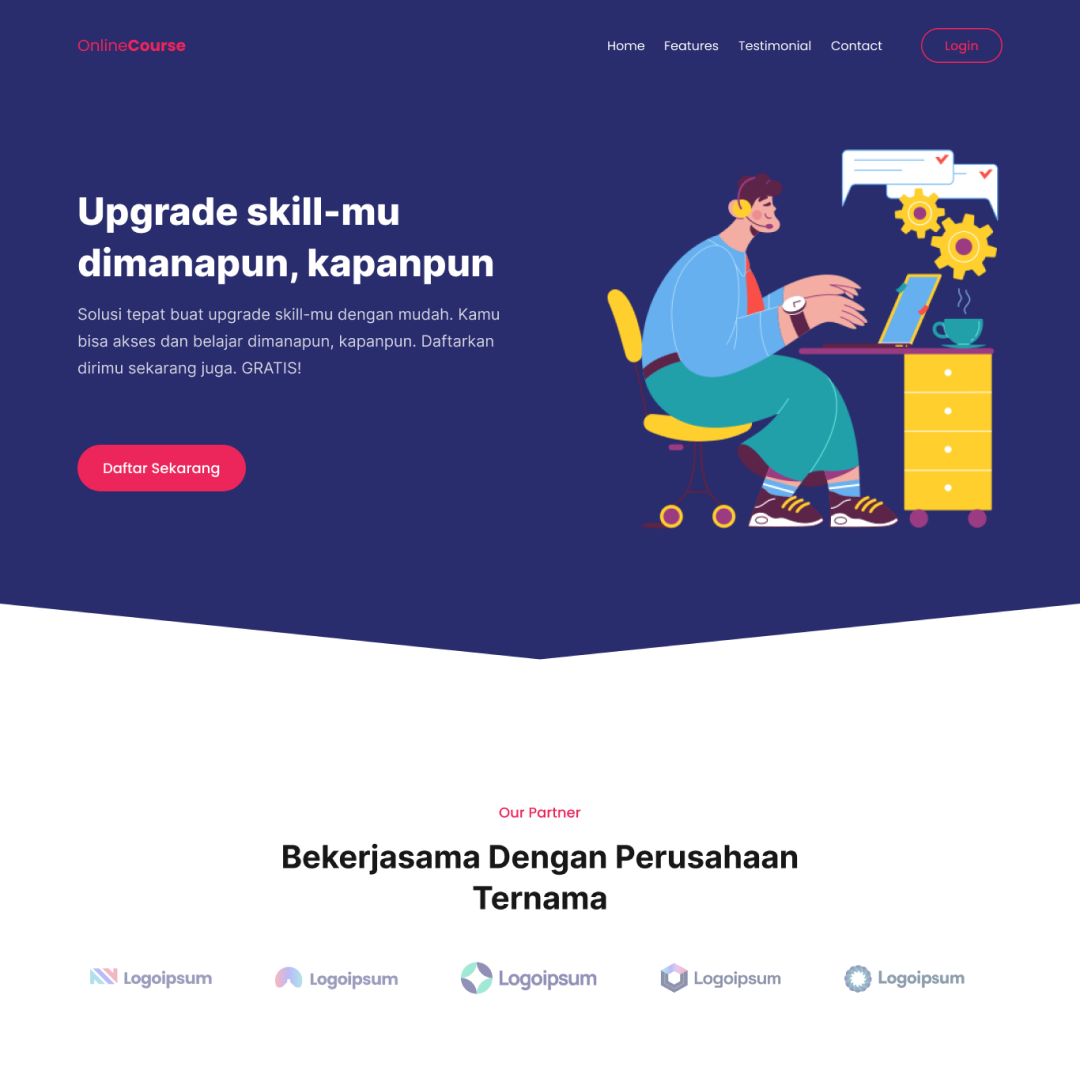 OnlineCourse
Home Features Testimonial Contact Login
Upgrade skill-mu
dimanapun, kapanpun
Solusi tepat buat upgrade skill-mu dengan mudah. Kamu
bisa akses dan belajar dimanapun, kapanpun. Daftarkan
dirimu sekarang juga. GRATIS!
Daftar Sekarang
Our Partner
Bekerjasama Dengan Perusahaan
Ternama
Logoipsum Logoipsum Logoipsum Logoipsum Logoipsum